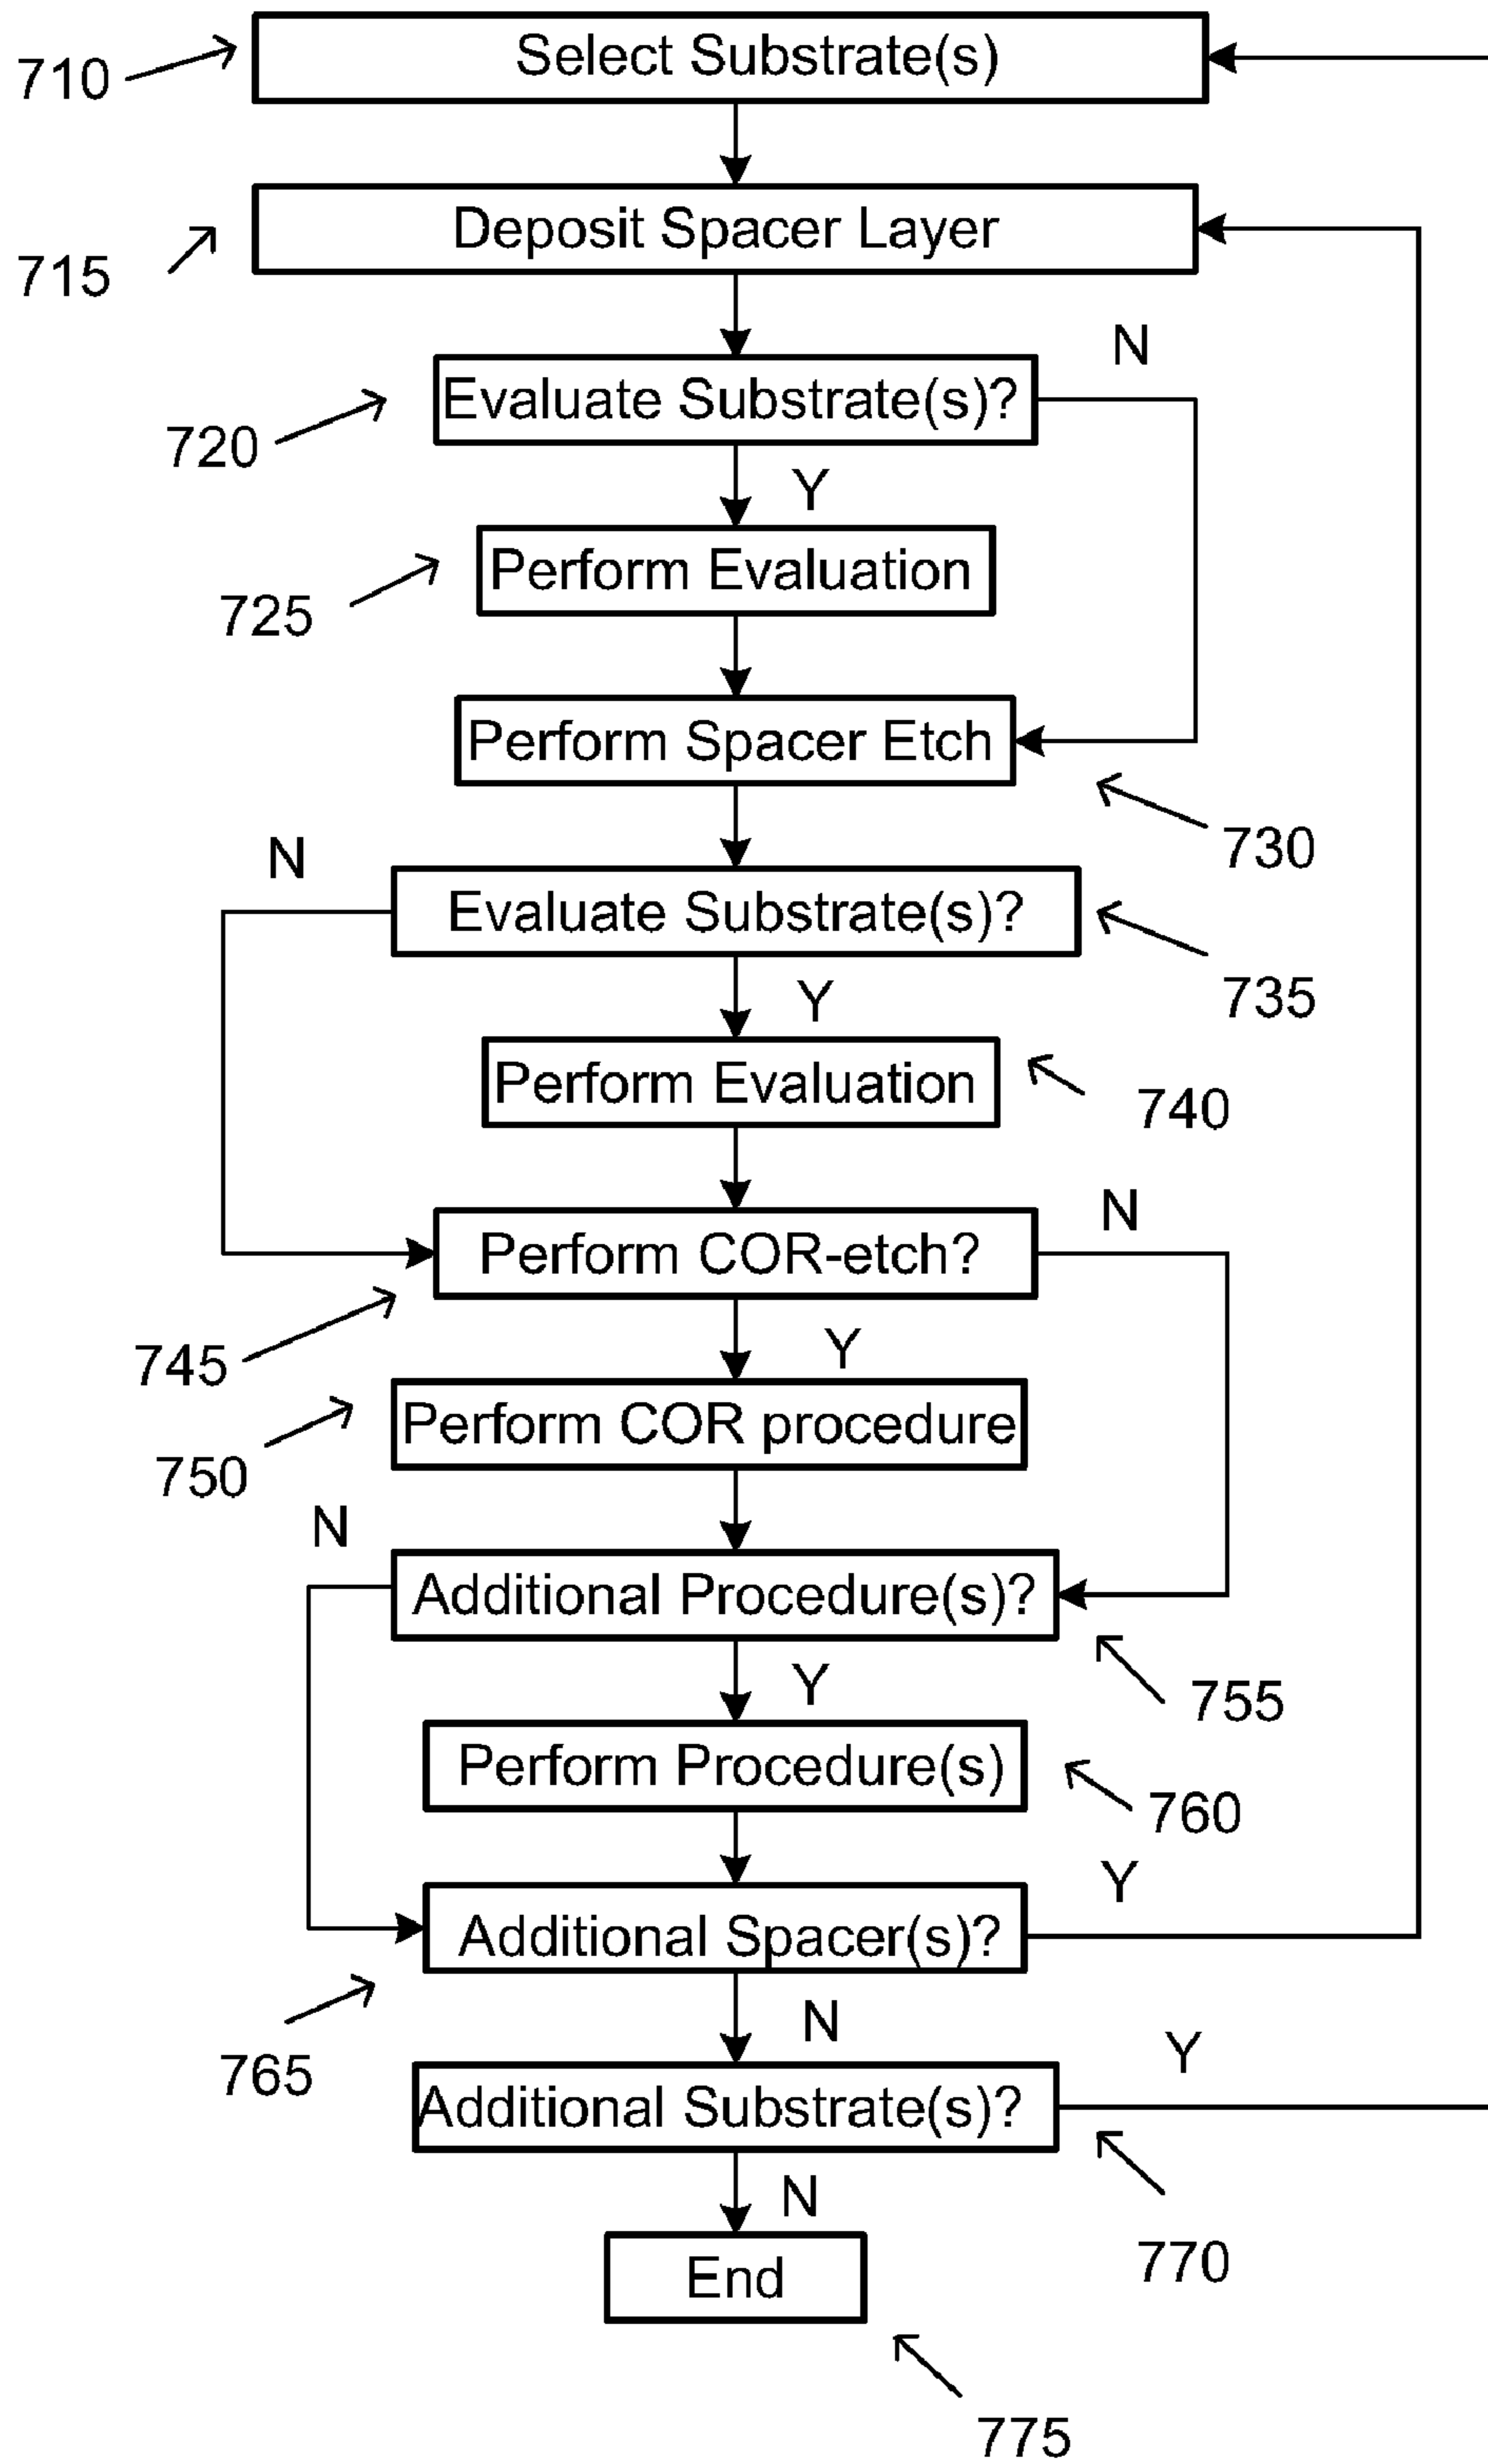 Select Substrate(s)
710
Deposit Spacer Layer
715
N
Evaluate Substrate(s)?
720
Y
Perform Evaluation
725
Perform Spacer Etch
730
N
Evaluate Substrate(s)?
735
Y
Perform Evaluation
740
N
Perform COR-etch?
745
Y
Perform COR procedure
750
N
Additional Procedure(s)?
755
Y
Perform Procedure(s)
760
Y
Additional Spacer(s)?
765
N
Y
Additional Substrate(s)?
770
N
End
775